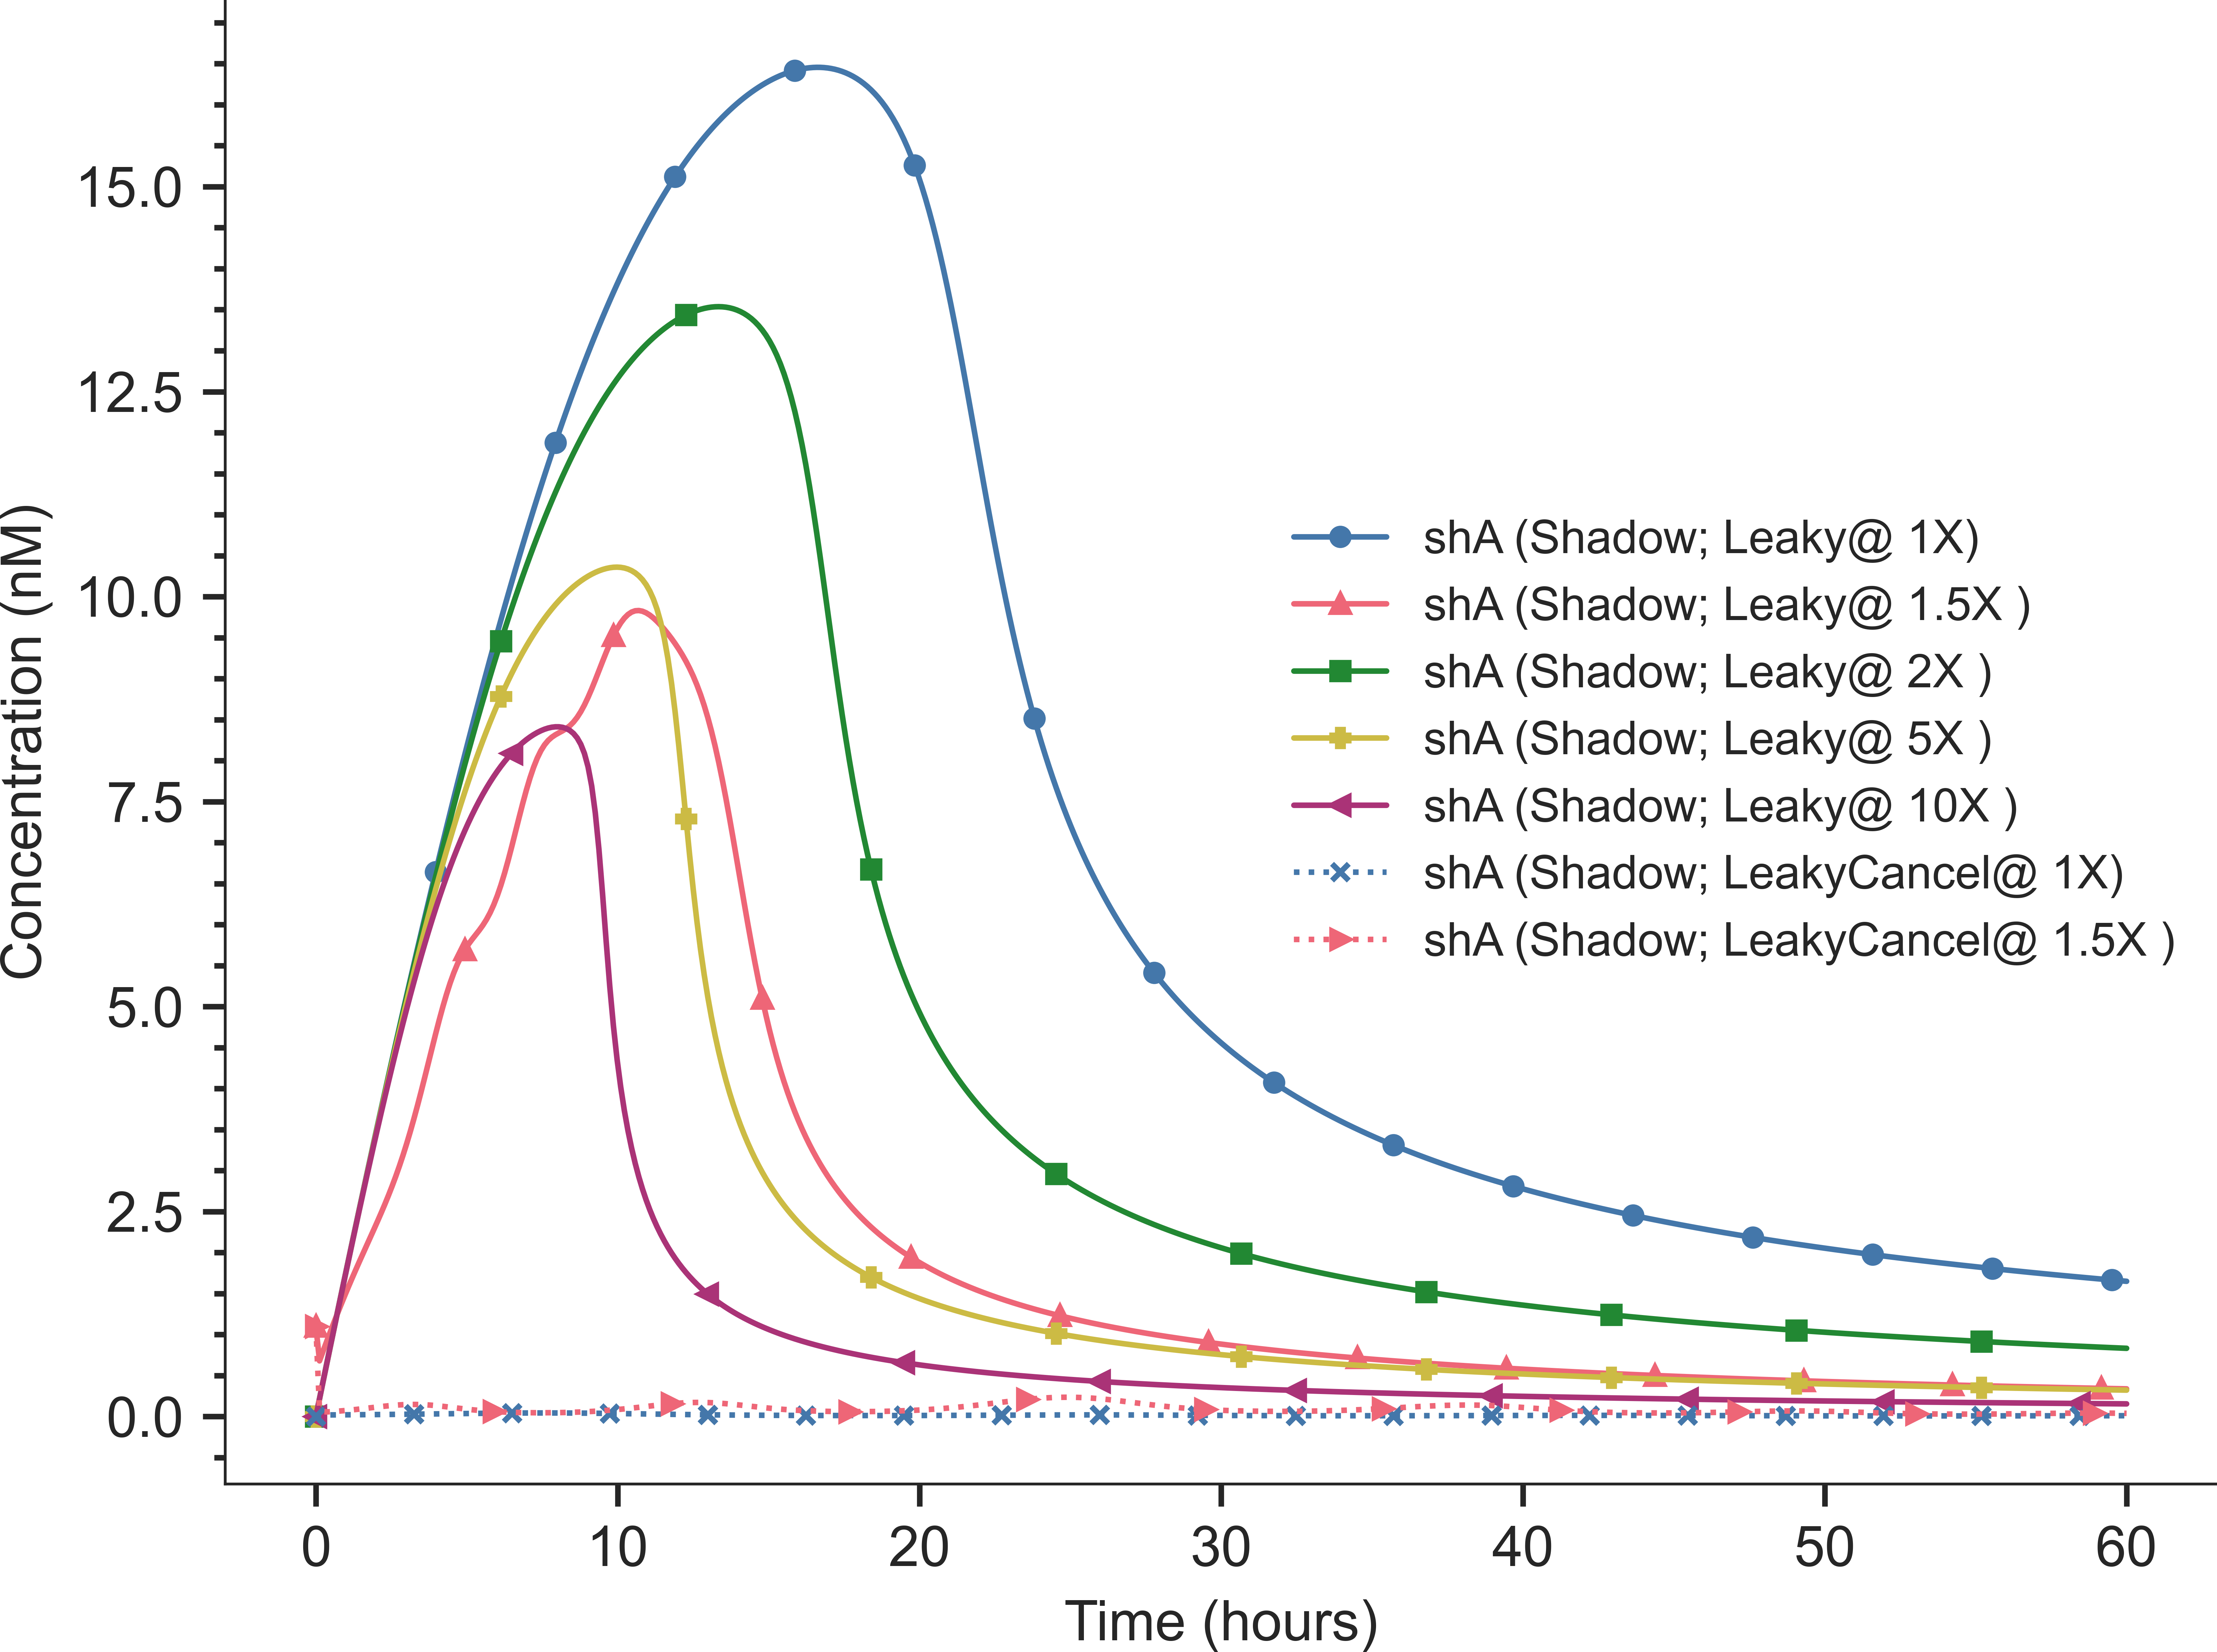 Concentration (nM)
15.0
12.5
10.0
7.5
5.0
2.5
0.0
shA (Shadow; Leaky@ 1X)
shA (Shadow; Leaky@ 1.5X )
shA (Shadow; Leaky@ 2X )
shA (Shadow; Leaky@ 5X )
shA (Shadow; Leaky@ 10X )
shA (Shadow; LeakyCancel@ 1X)
shA (Shadow; LeakyCancel@ 1.5X )
0 10 20 30 40 50 60
Time (hours)